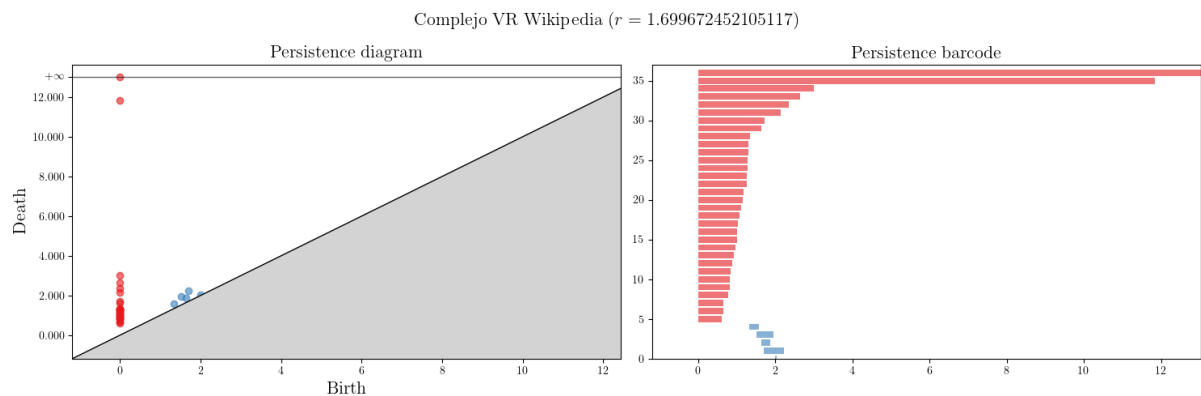 Complejo VR Wikipedia (r = 1.699672452105117)
Persistence diagram
Persistence barcode
+∞
12.000
10.000
8.000
6.000
4.000
2.000
0.000
Death
0 2 4 6 8 10 12
Birth
35
30
25
20
15
10
5
0
0 2 4 6 8 10 12